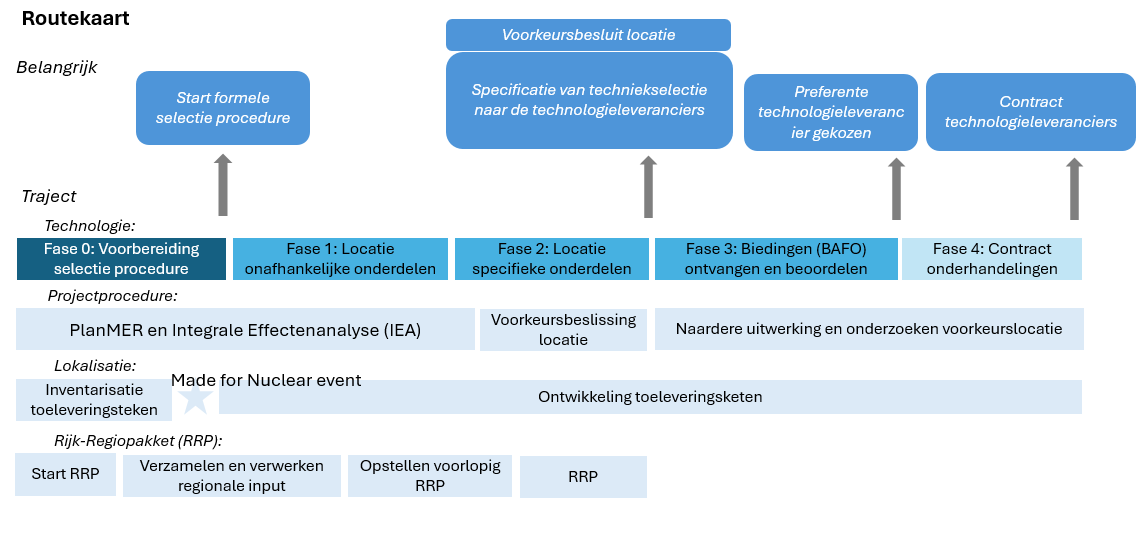 Routekaart
Belangrijk
Start formele
selectie procedure
Voorkeursbesluit locatie
Specificatie van techniekselectie
naar de technologieleveranciers
Preferente
technologieleveranc
ier gekozen
Contract
technologieleveranciers
Traject
Technologie:
Fase 0: Voorbereiding
selectie procedure
Fase 1: Locatie
onafhankelijke onderdelen
Fase 2: Locatie
specifieke onderdelen
Fase 3: Biedingen (BAFO)
ontvangen en beoordelen
Fase 4: Contract
onderhandelingen
Projectprocedure:
PlanMER en Integrale Effectenanalyse (IEA)
Voorkeursbeslissing
locatie
Naardere uitwerking en onderzoeken voorkeurslocatie
Lokalisatie:
Inventarisatie
toeleveringsteken
Made for Nuclear event
Ontwikkeling toeleveringsketen
Rijk-Regiopakket (RRP):
Start RRP
Verzamelen en verwerken
regionale input
Opstellen voorlopig
RRP
RRP